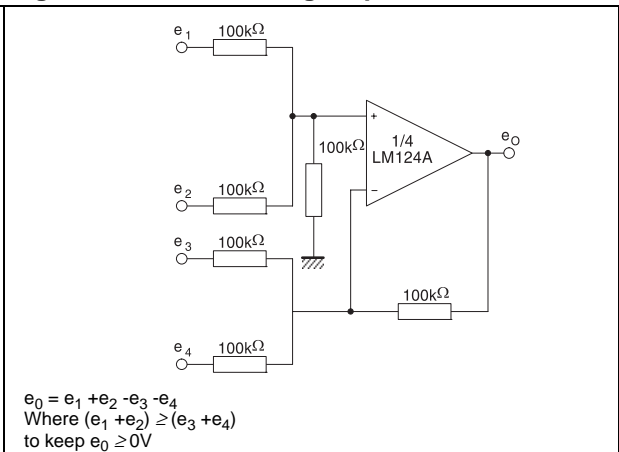 e1 100kΩ
100kΩ
+
1/4
LM124A
-
eO
e2 100kΩ
e3 100kΩ
100kΩ
e4 100kΩ
e0 = e1 +e2 -e3 -e4
Where (e1 +e2) ≥(e3 +e4)
to keep e0 ≥0V